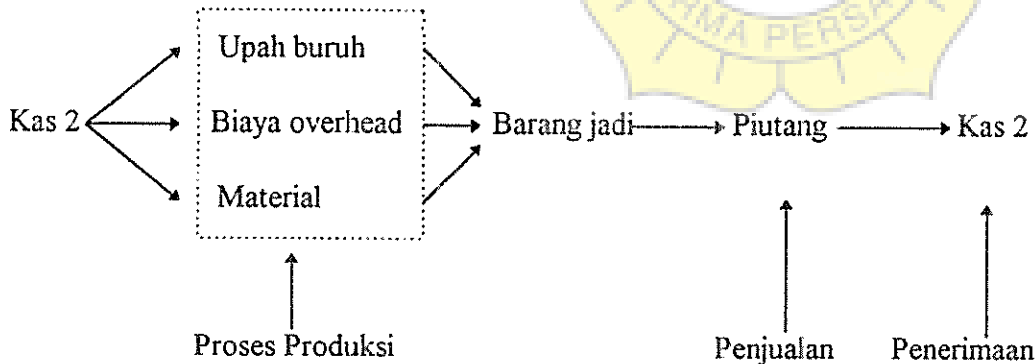 Upah buruh
Kas 2 Biaya overhead Barang jadi Piutang Kas 2
Material
Proses Produksi Penjualan Penerimaan